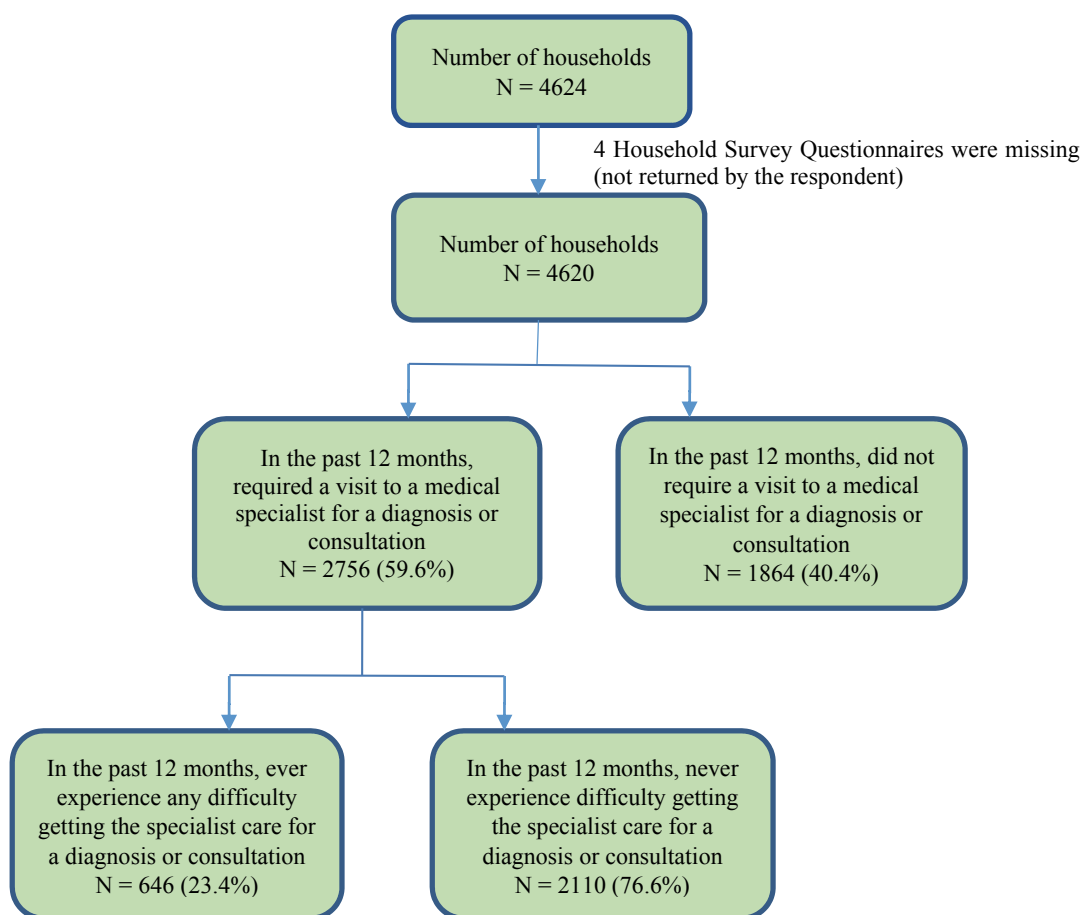 Number of households
N = 4624
4 Household Survey Questionnaires were missing
(not returned by the respondent)
Number of households
N = 4620
In the past 12 months,
required a visit to a medical
specialist for a diagnosis or
consultation
N = 2756 (59.6%)
In the past 12 months, did not
require a visit to a medical
specialist for a diagnosis or
consultation
N = 1864 (40.4%)
In the past 12 months, ever
experience any difficulty
getting the specialist care for
a diagnosis or consultation
N = 646 (23.4%)
In the past 12 months, never
experience difficulty getting
the specialist care for a
diagnosis or consultation
N = 2110 (76.6%)